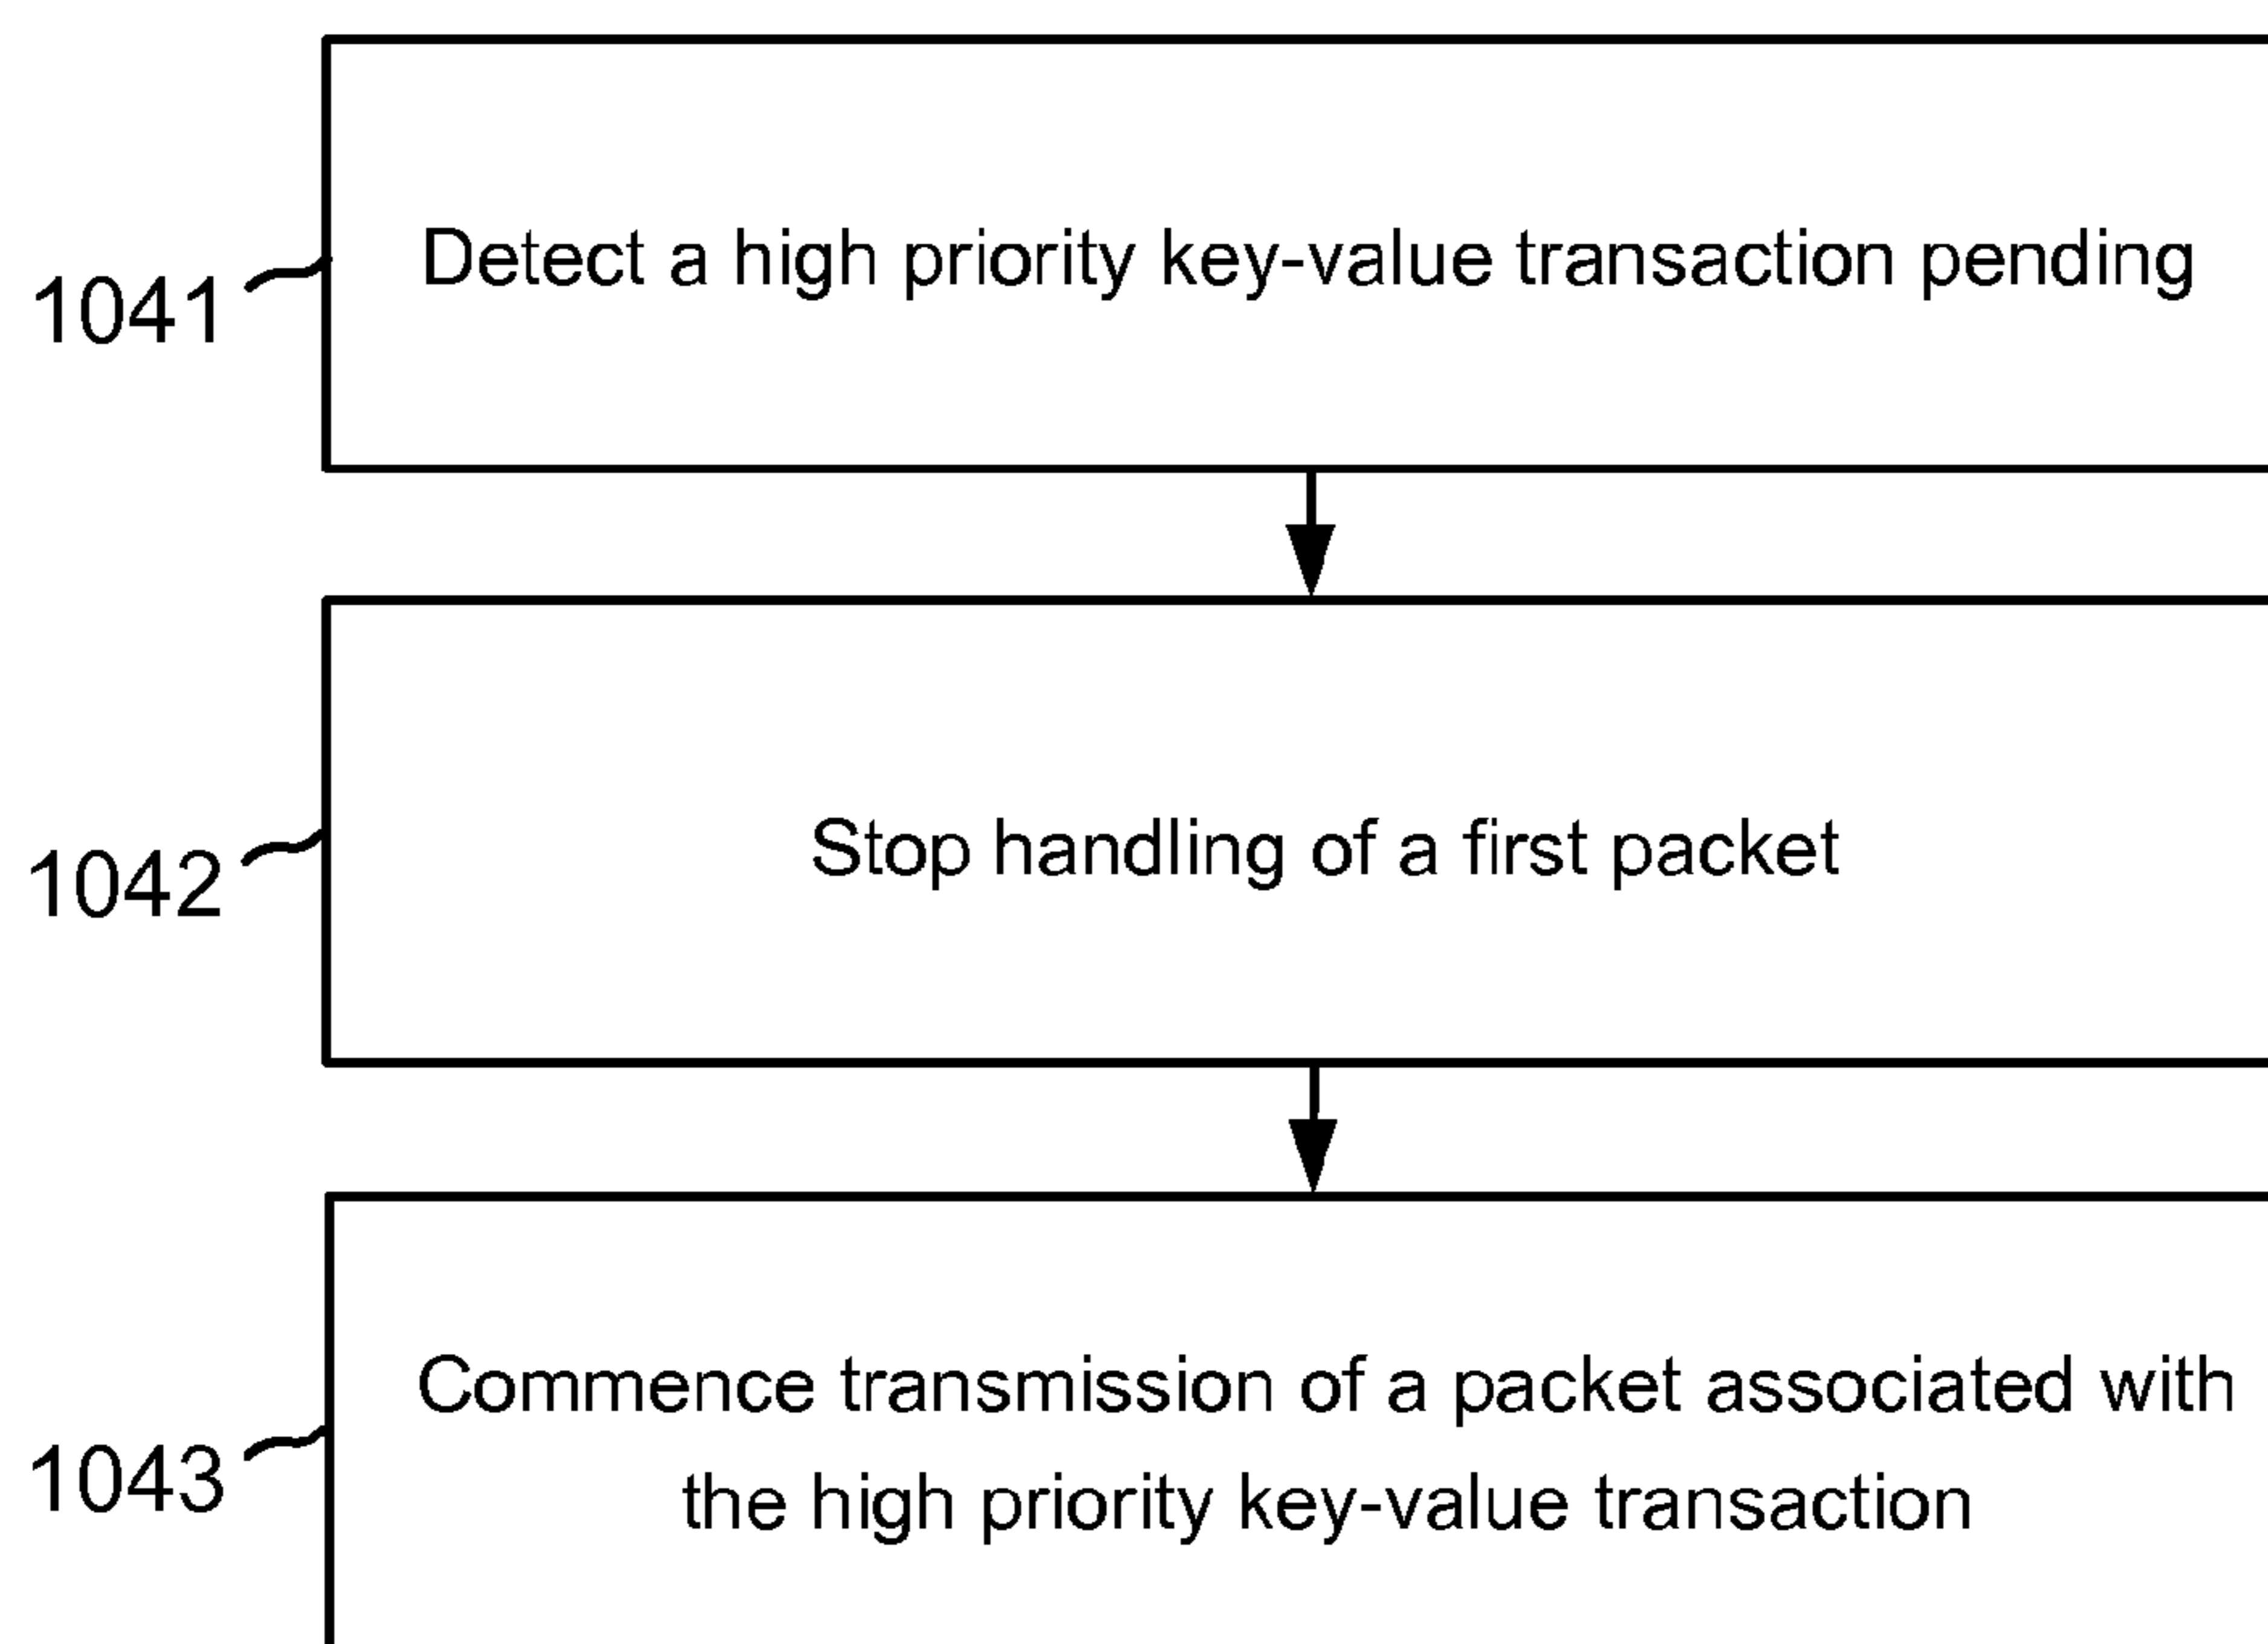 Detect a high priority key-value transaction pending
1041
Stop handling of a first packet
1042
Commence transmission of a packet associated with
the high priority key-value transaction
1043